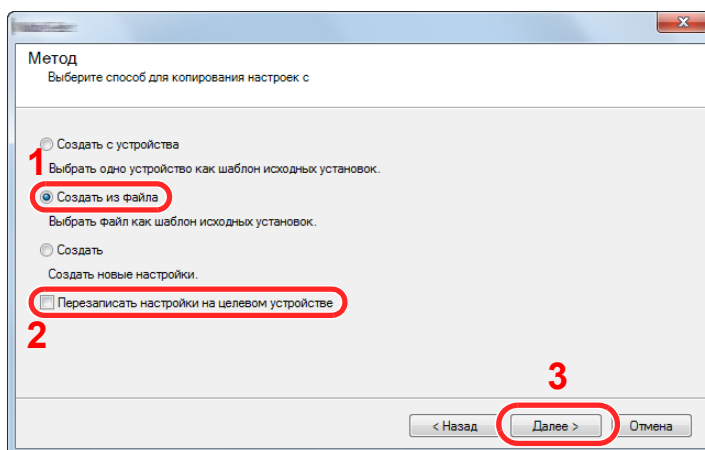 Метод
Выберите способ для копирования настроек с
Создать с устройства
1
Выбрать одно устройство как шаблон исходных установок.
Создать из файла
Выбрать файл как шаблон исходных установок.
Создать
Создать новые настройки.
Перезаписать настройки на целевом устройстве
2
3
< Назад Далее > Отмена